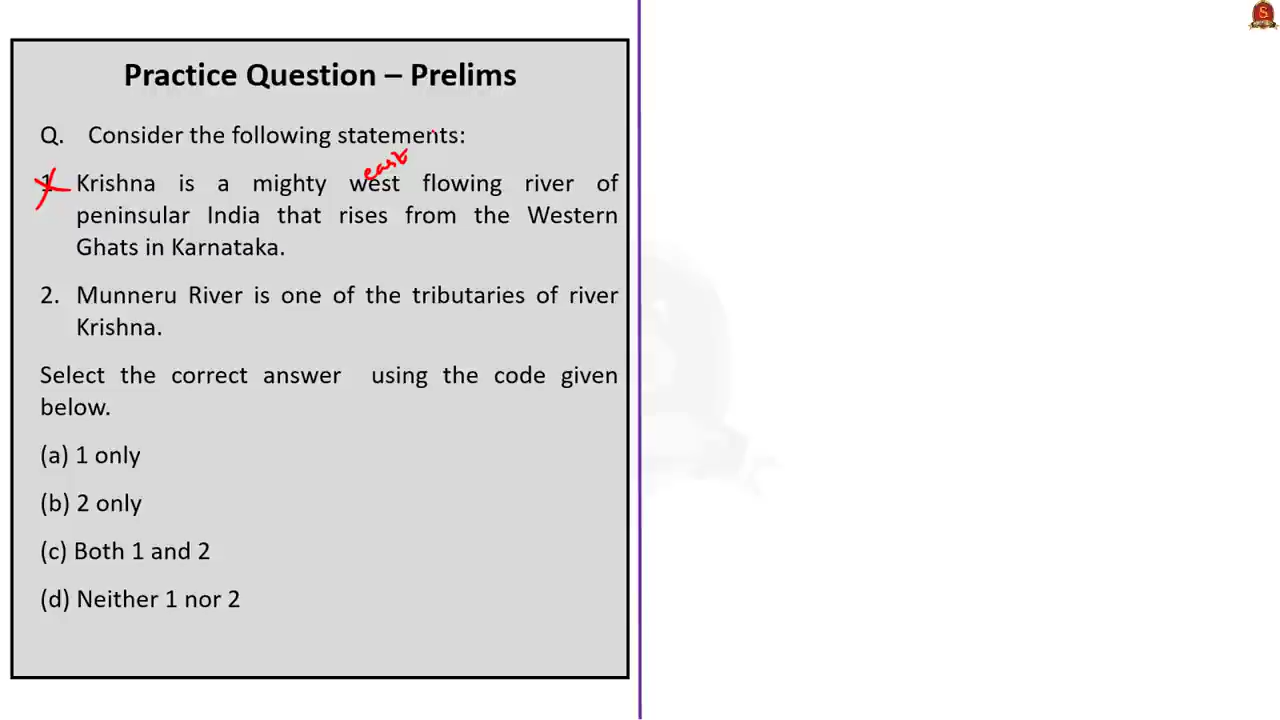 Practice Question – Prelims
Q. Consider the following statements:
east
1. Krishna is a mighty west flowing river of
peninsular India that rises from the Western
Ghats in Karnataka.
2. Munneru River is one of the tributaries of river
Krishna.
Select the correct answer using the code given
below.
(a) 1 only
(b) 2 only
(c) Both 1 and 2
(d) Neither 1 nor 2